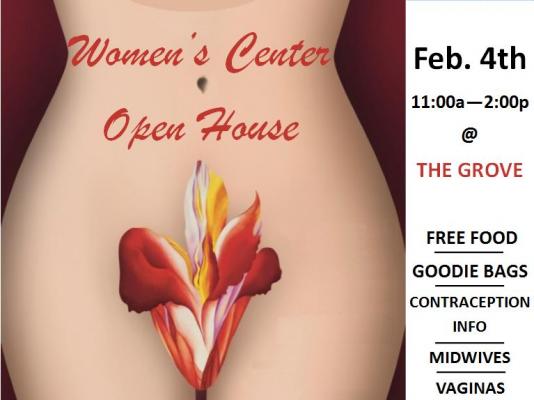 Women's Center
Open House
Feb. 4th
11:00a—2:00p
@
THE GROVE
FREE FOOD
GOODIE BAGS
CONTRACEPTION
INFO
MIDWIVES
VAGINAS